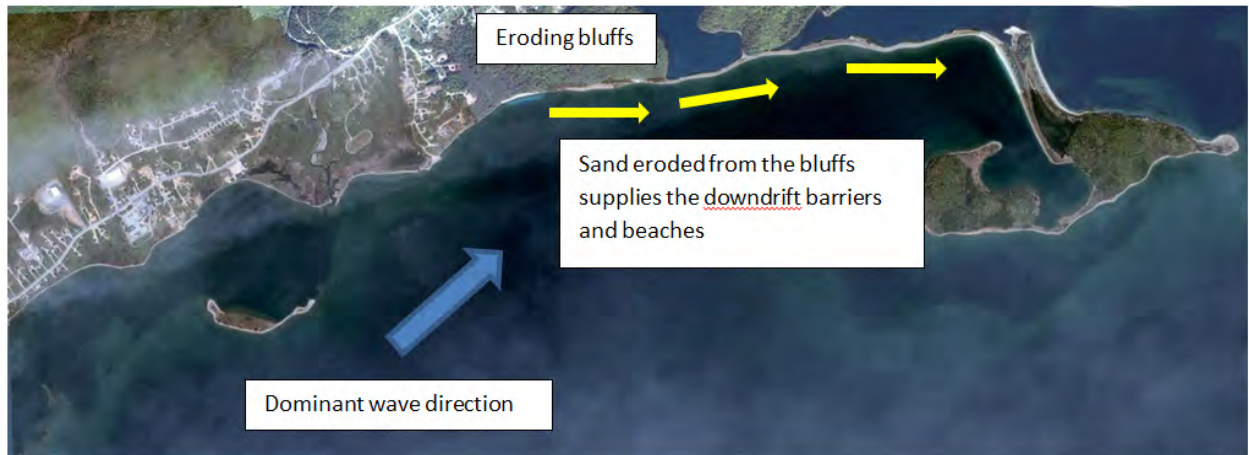 Eroding bluffs
Sand eroded from the bluffs
supplies the downdrift barriers
and beaches
Dominant wave direction